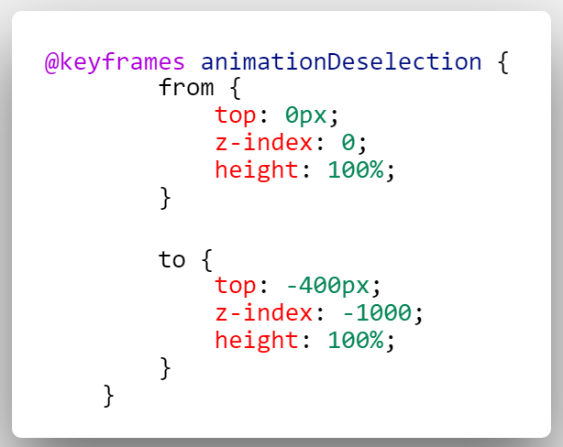 @keyframes animationDeselection {
from {
top: 0px;
z-index: 0;
height: 100%;
}
to {
top: -400px;
z-index: -1000;
height: 100%;
}
}